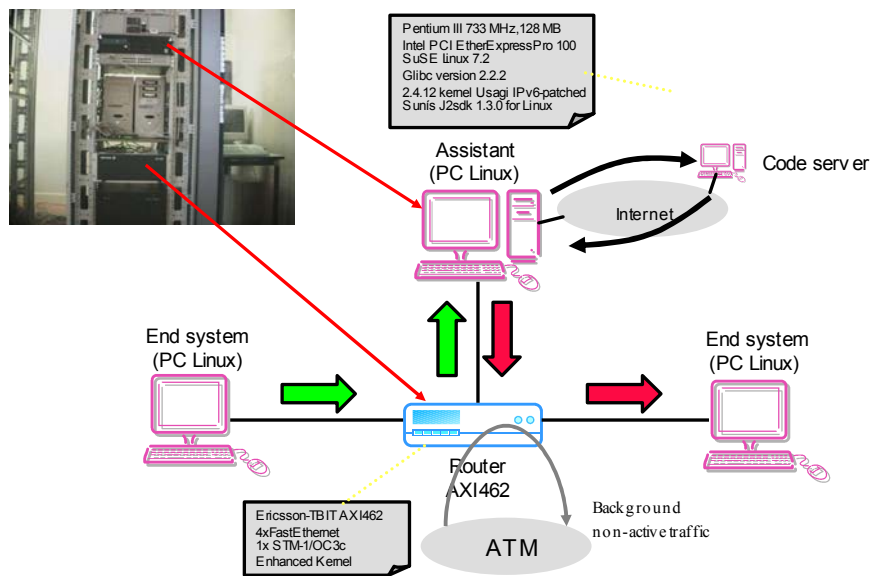 Pentium III 733 MHz,128 MB
Intel PCI EtherExpressPro 100
SuSE Linux 7.2
Glibc version 2.2.2
2.4.12 kernel Usagi IPv6-patched
Sunís J2sdk 1.3.0 for Linux
Assistant
(PC Linux)
Code server
Internet
End system
(PC Linux)
End system
(PC Linux)
Router
AXI462
Ericsson-TBIT AXI462
4xFastEthernet
1x STM-1/OC3c
Enhanced Kernel
ATM
Background
non-active traffic